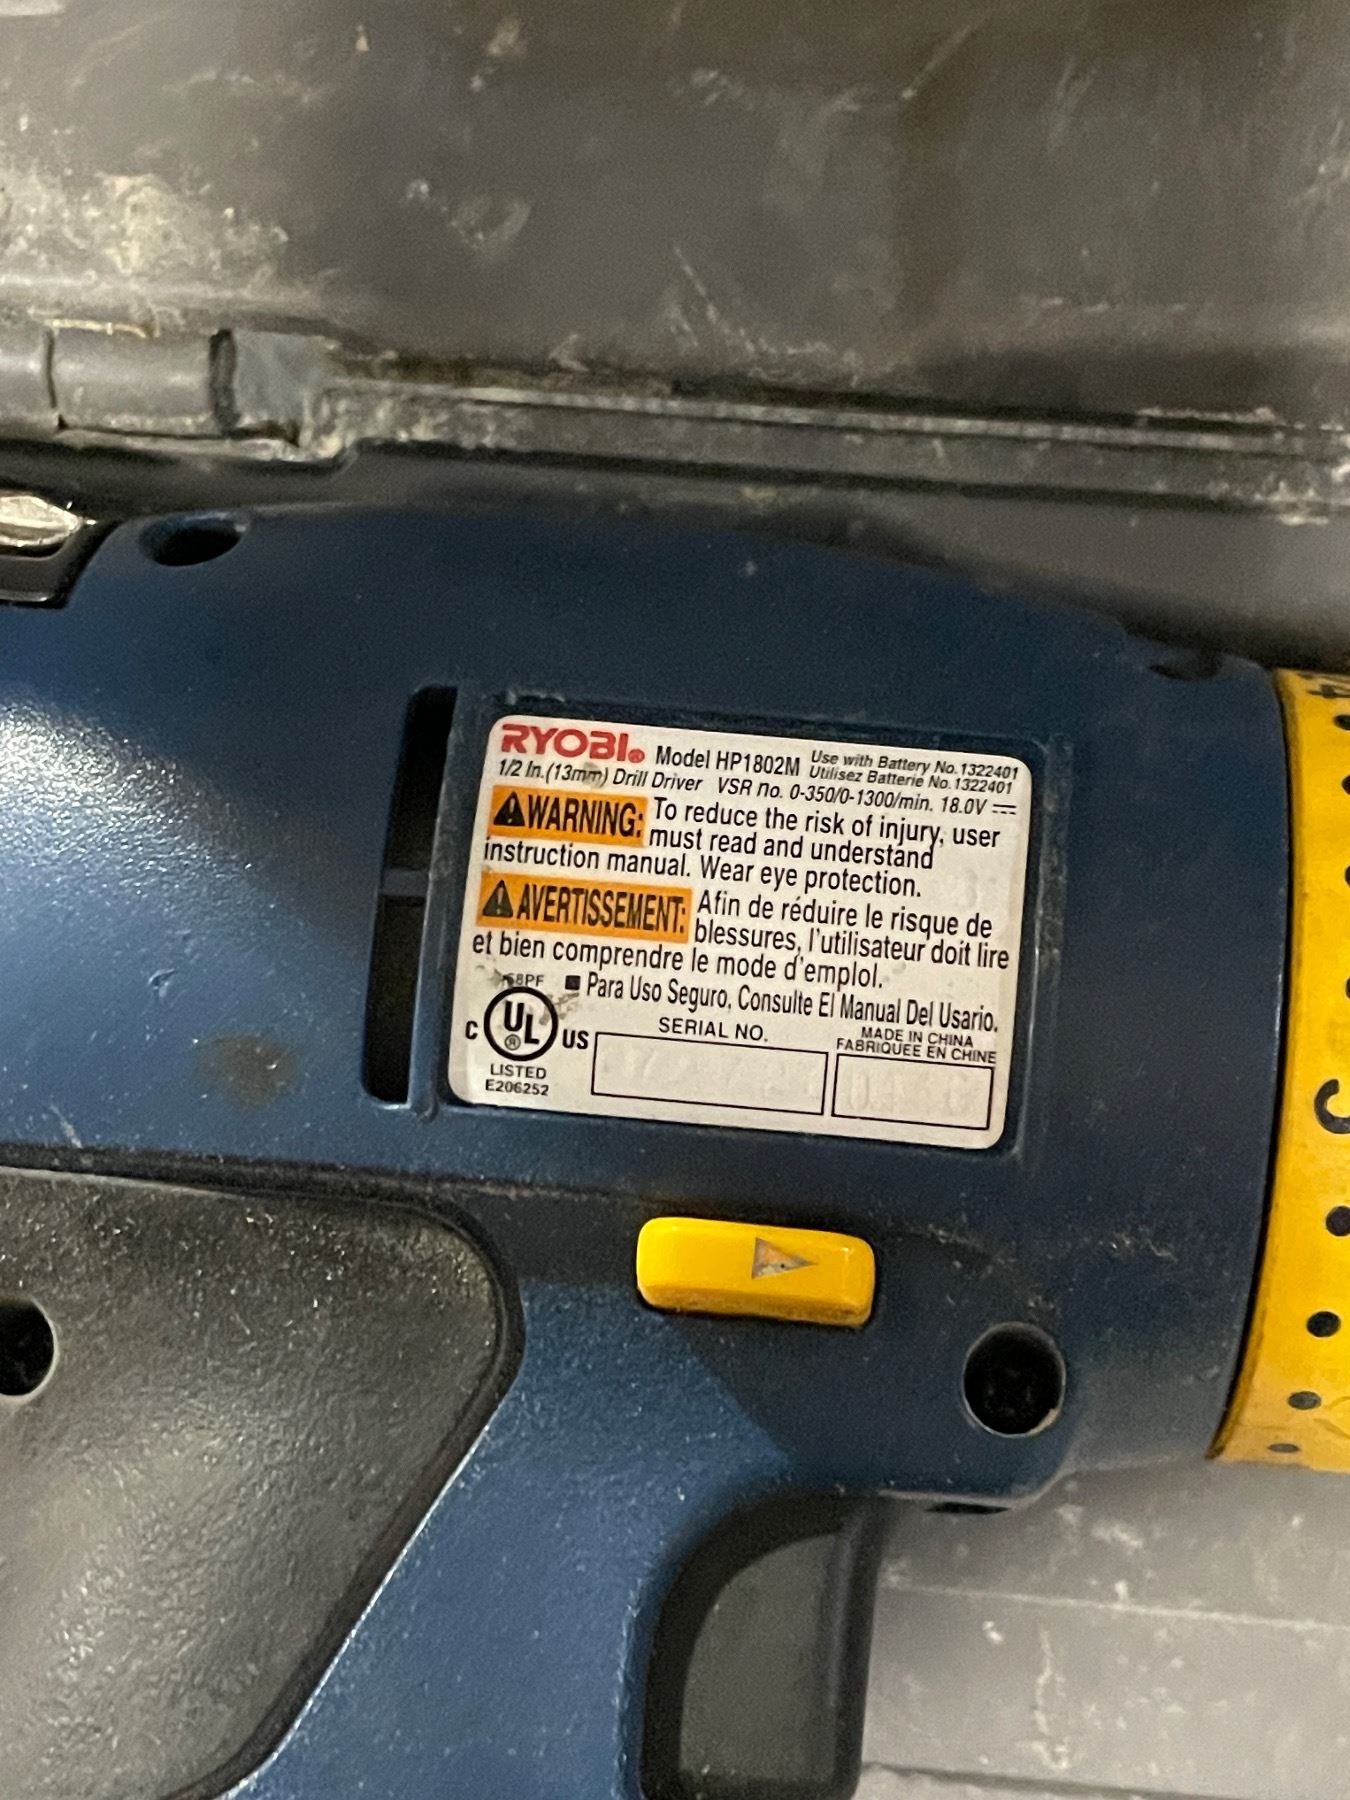 RYOBI® Model HP1802M Use with Battery No. 1322401
Utilisez Batterie No. 1322401
1/2 In. (13mm) Drill Driver VSR no. 0-350/0-1300/min. 18.0V ⎓
⚠WARNING: To reduce the risk of injury, user
must read and understand
instruction manual. Wear eye protection.
⚠AVERTISSEMENT: Afin de réduire le risque de
blessures, l'utilisateur doit lire
et bien comprendre le mode d'emplol.
68PF ■ Para Uso Seguro, Consulte El Manual Del Usario.
C UL® US
LISTED
E206252
SERIAL NO.
MADE IN CHINA
FABRIQUEE EN CHINE